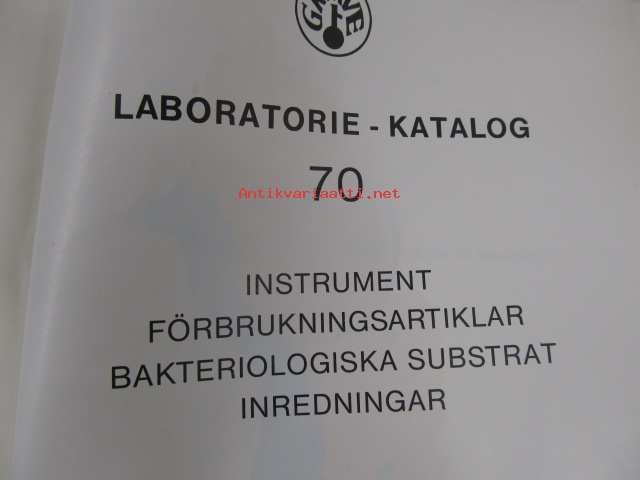 LABORATORIE - KATALOG
70
Antikvariaatti.net
INSTRUMENT
FÖRBRUKNINGSARTIKLAR
BAKTERIOLOGISKA SUBSTRAT
INREDNINGAR